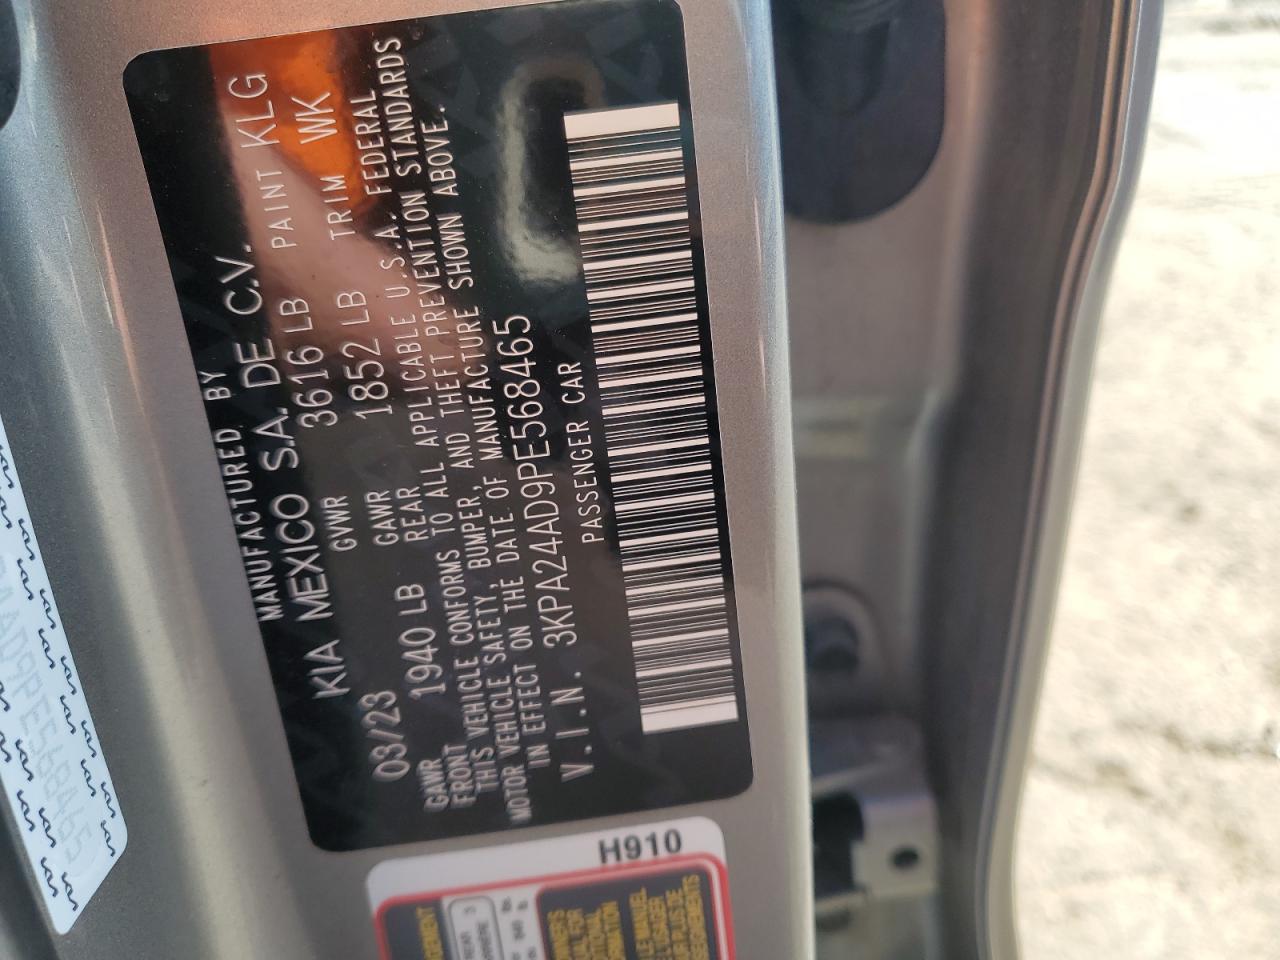 MANUFACTURED BY
KIA MEXICO S.A. DE C.V.
03/23 GVWR 3616 LB PAINT KLG
GAWR FRONT 1940 LB GAWR REAR 1852 LB TRIM WK
THIS VEHICLE CONFORMS TO ALL APPLICABLE U.S.A. FEDERAL
MOTOR VEHICLE SAFETY, BUMPER, AND THEFT PREVENTION STANDARDS
IN EFFECT ON THE DATE OF MANUFACTURE SHOWN ABOVE.
V.I.N. 3KPA24AD9PE568465
PASSENGER CAR
H910